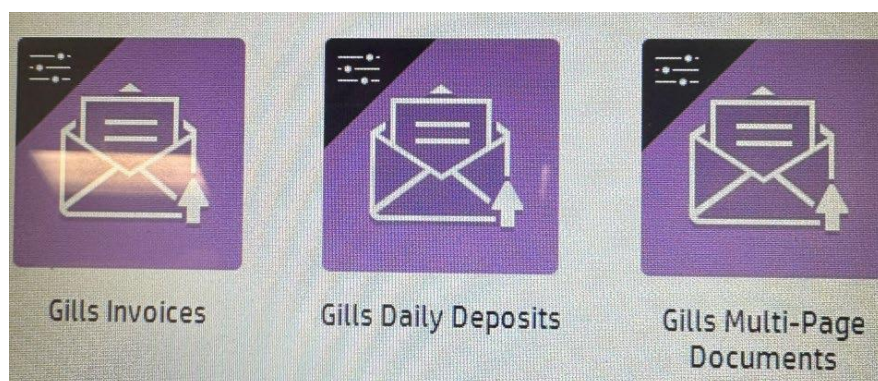 Gills Invoices
Gills Daily Deposits
Gills Multi-Page
Documents